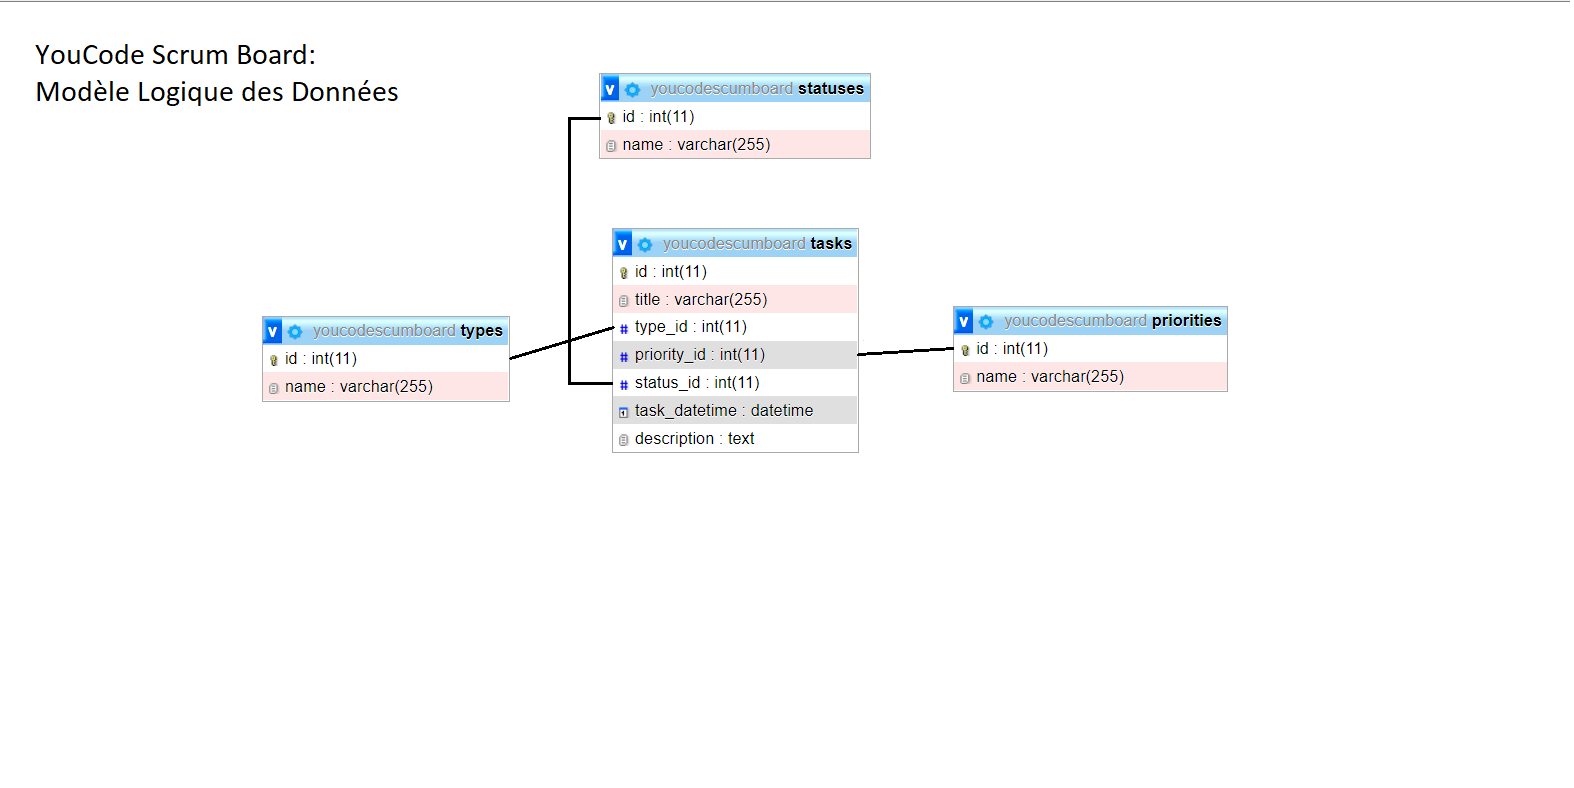 YouCode Scrum Board:
Modèle Logique des Données
v youcodescumboard statuses
id : int(11)
name : varchar(255)
v youcodescumboard tasks
id : int(11)
title : varchar(255)
# type_id : int(11)
# priority_id : int(11)
# status_id : int(11)
1 task_datetime : datetime
description : text
v youcodescumboard types
id : int(11)
name : varchar(255)
v youcodescumboard priorities
id : int(11)
name : varchar(255)